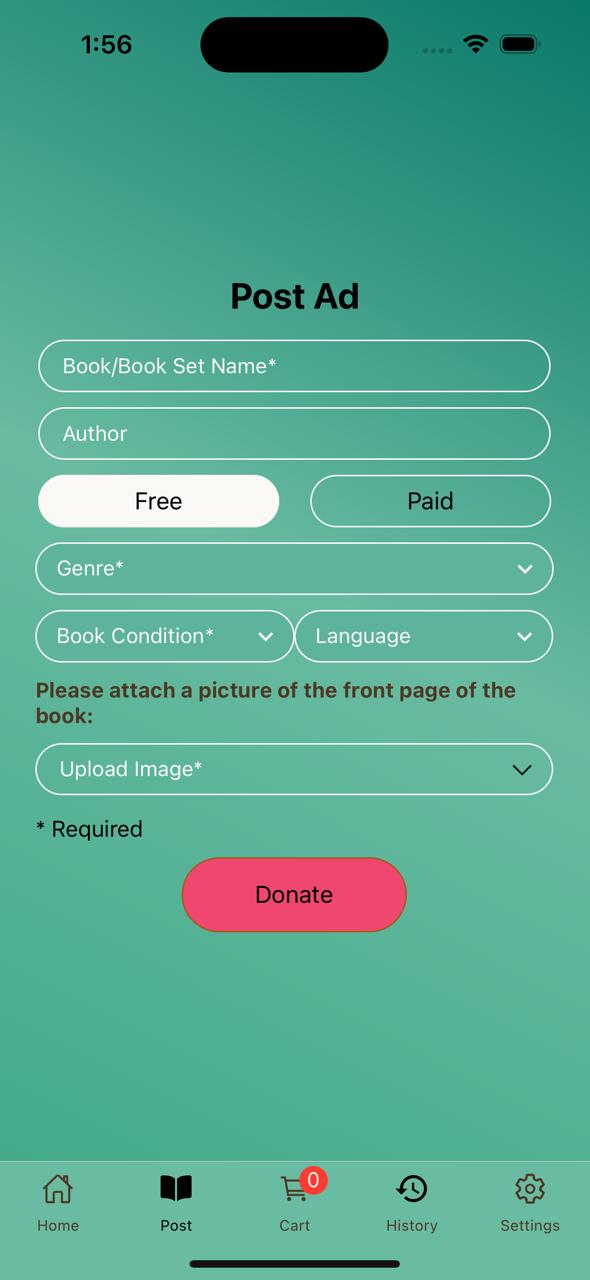 1:56
Post Ad
Book/Book Set Name*
Author
Free Paid
Genre*
Book Condition* Language
Please attach a picture of the front page of the
book:
Upload Image*
* Required
Donate
0
Home Post Cart History Settings